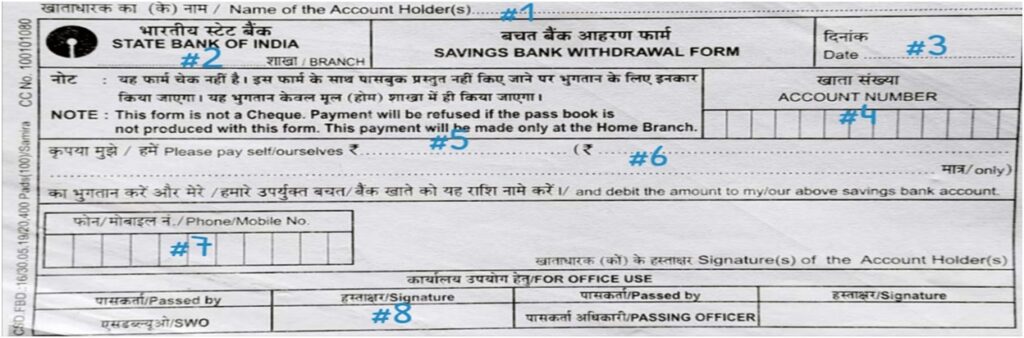 खाताधारक का (के) नाम / Name of the Account Holder(s)..... #1
भारतीय स्टेट बैंक
STATE BANK OF INDIA
#2 शाखा / BRANCH
बचत बैंक आहरण फार्म
SAVINGS BANK WITHDRAWAL FORM
दिनांक
Date ..... #3
नोट : यह फार्म चेक नहीं है। इस फार्म के साथ पासबुक प्रस्तुत नहीं किए जाने पर भुगतान के लिए इनकार
किया जाएगा। यह भुगतान केवल मूल (होम) शाखा में ही किया जाएगा।
NOTE : This form is not a Cheque. Payment will be refused if the pass book is
not produced with this form. This payment will be made only at the Home Branch.
खाता संख्या
ACCOUNT NUMBER
#4
कृपया मुझे / हमें Please pay self/ourselves ₹ ..... #5 ..... (₹ ..... #6
..... मात्र/only)
का भुगतान करें और मेरे /हमारे उपर्युक्त बचत/ बैंक खाते को यह राशि नामे करें।/ and debit the amount to my/our above savings bank account.
फोन/मोबाइल नं./Phone/Mobile No.
#7
खाताधारक (कों) के हस्ताक्षर Signature(s) of the Account Holder(s)
कार्यालय उपयोग हेतु/FOR OFFICE USE
पासकर्ता/Passed by हस्ताक्षर/Signature पासकर्ता/Passed by हस्ताक्षर/Signature
एसडब्ल्यूओ/SWO #8 पासकर्ता अधिकारी/PASSING OFFICER
CC No. 100101080
20,400 Pads(100)/Samra